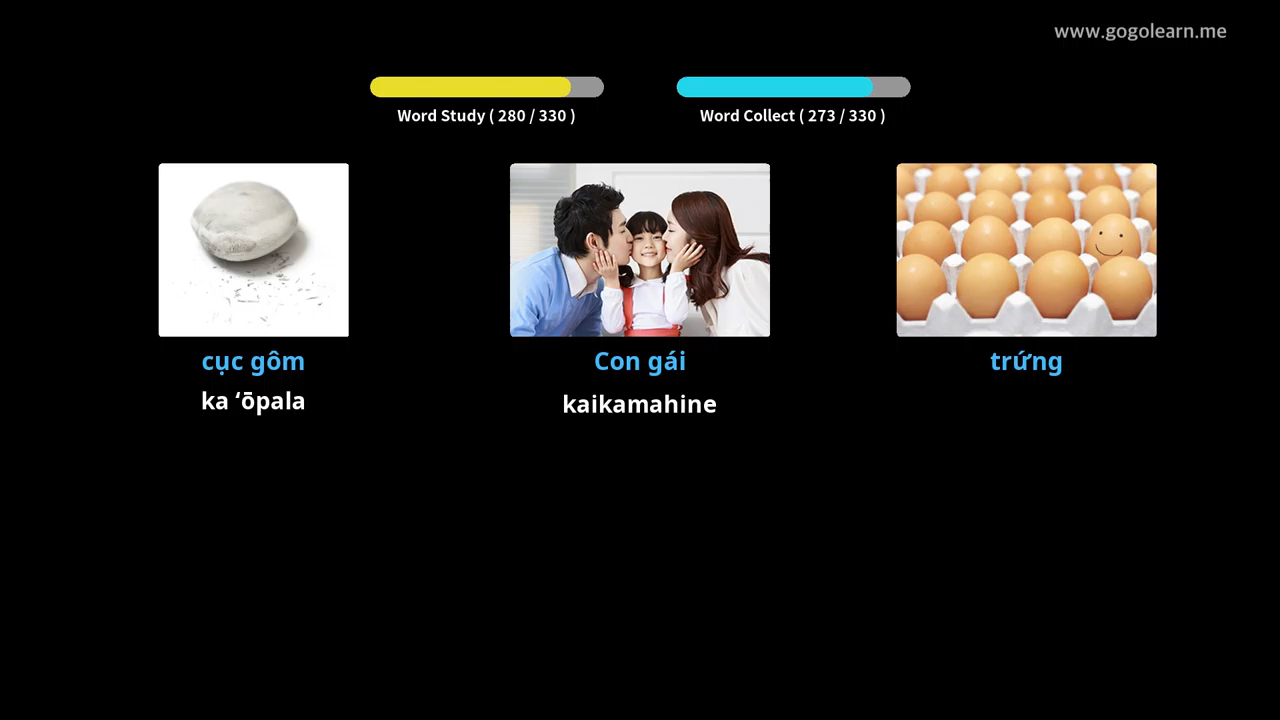 www.gogolearn.me
Word Study ( 280 / 330 )
Word Collect ( 273 / 330 )
cục gôm
Con gái
trứng
ka ʻōpala
kaikamahine